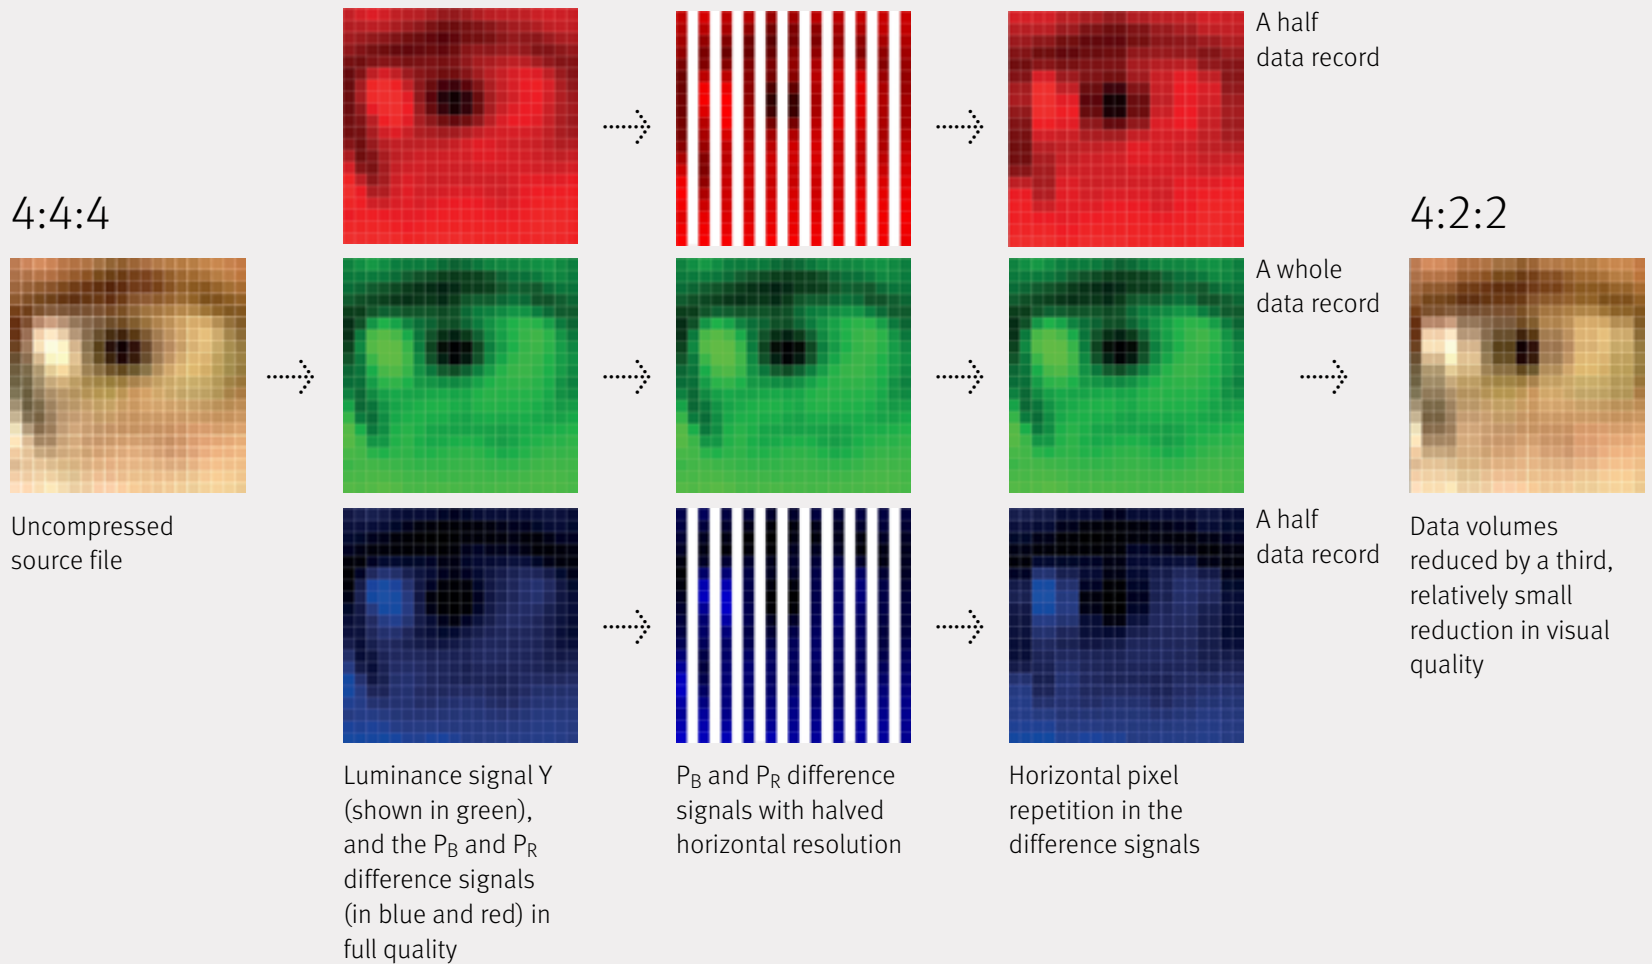 4:4:4
Uncompressed
source file
Luminance signal Y
(shown in green),
and the PB and PR
difference signals
(in blue and red) in
full quality
PB and PR difference
signals with halved
horizontal resolution
Horizontal pixel
repetition in the
difference signals
A half
data record
A whole
data record
A half
data record
4:2:2
Data volumes
reduced by a third,
relatively small
reduction in visual
quality